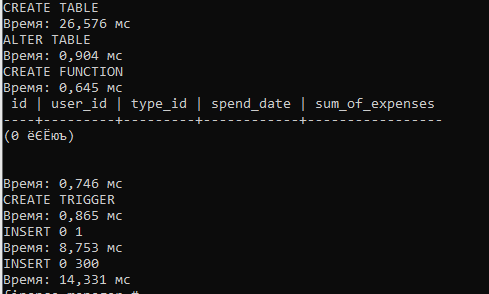 CREATE TABLE
Время: 26,576 мс
ALTER TABLE
Время: 0,904 мс
CREATE FUNCTION
Время: 0,645 мс
 id | user_id | type_id | spend_date | sum_of_expenses
----+---------+---------+------------+-----------------
(0 ёЄЁюъ)
Время: 0,746 мс
CREATE TRIGGER
Время: 0,865 мс
INSERT 0 1
Время: 8,753 мс
INSERT 0 300
Время: 14,331 мс